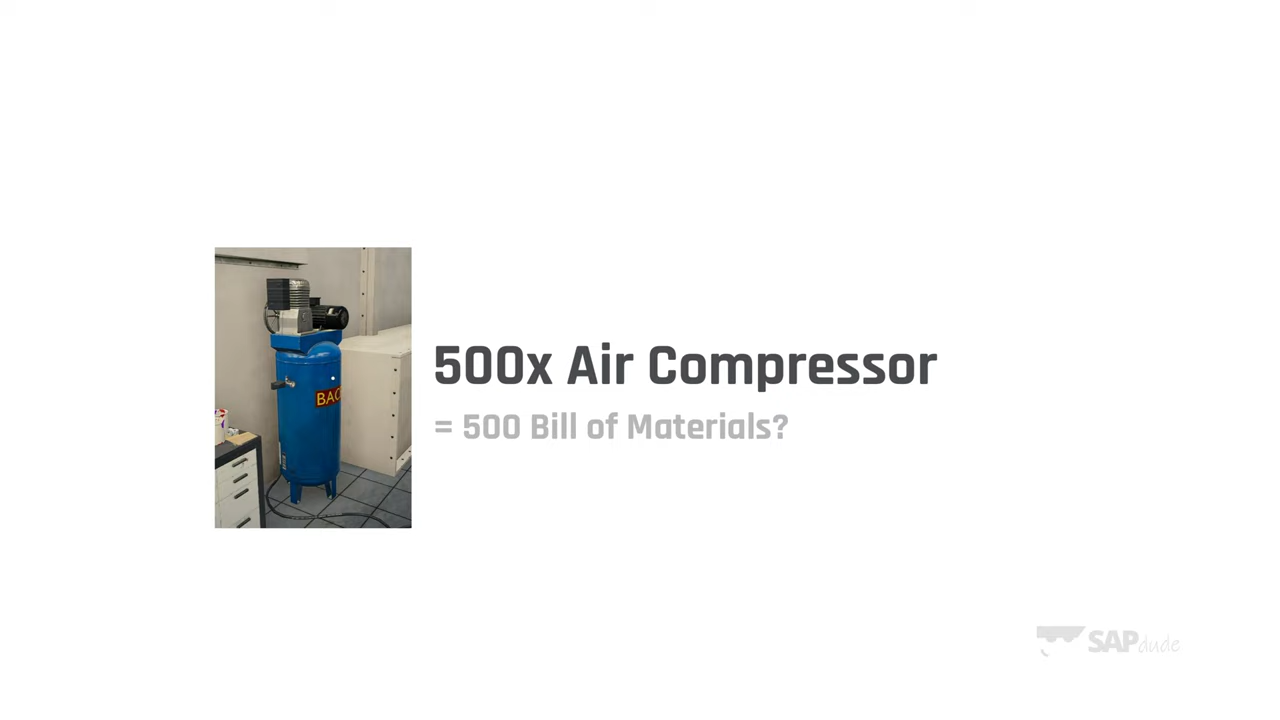 500x Air Compressor
= 500 Bill of Materials?
BAC
SAPdude